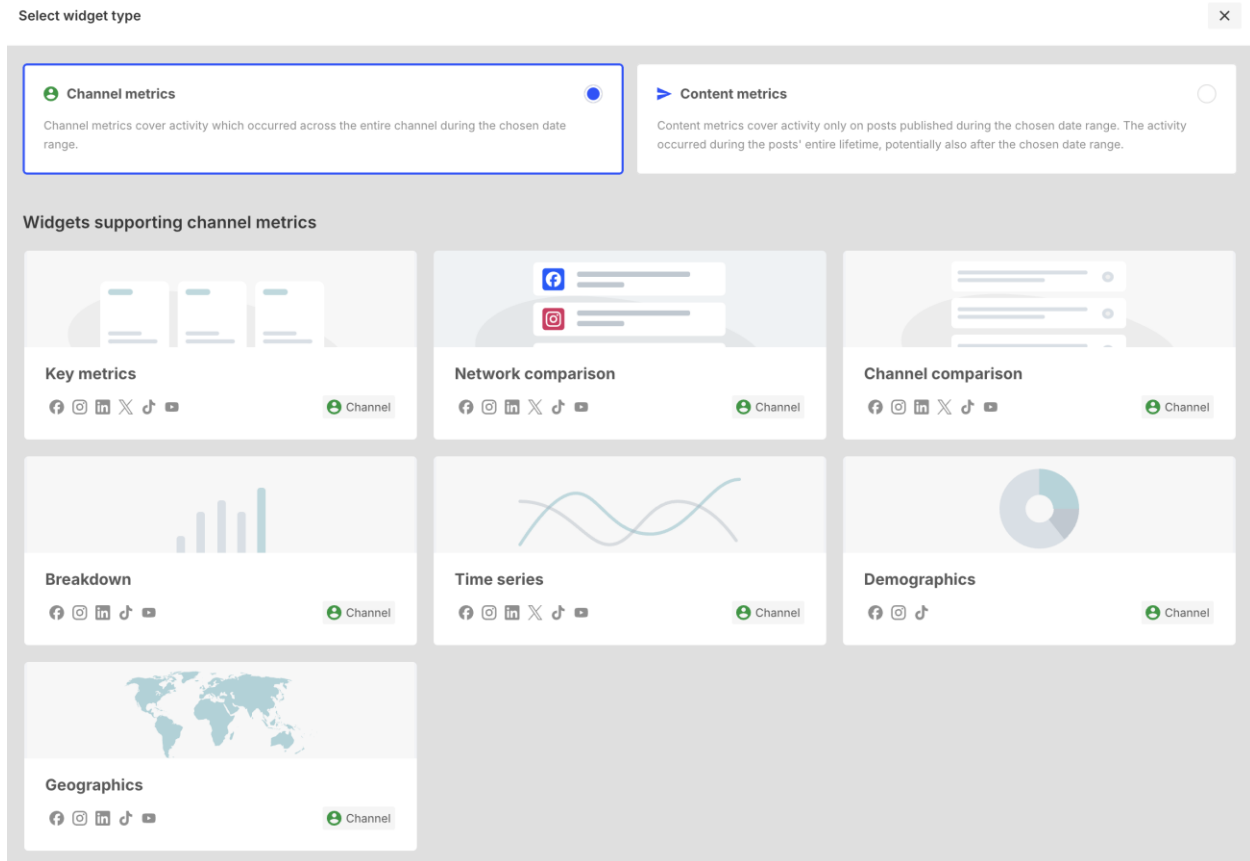 Select widget type
Channel metrics
Channel metrics cover activity which occurred across the entire channel during the chosen date
range.
Content metrics
Content metrics cover activity only on posts published during the chosen date range. The activity
occurred during the posts' entire lifetime, potentially also after the chosen date range.
Widgets supporting channel metrics
Key metrics
Channel
Network comparison
Channel
Channel comparison
Channel
Breakdown
Channel
Time series
Channel
Demographics
Channel
Geographics
Channel